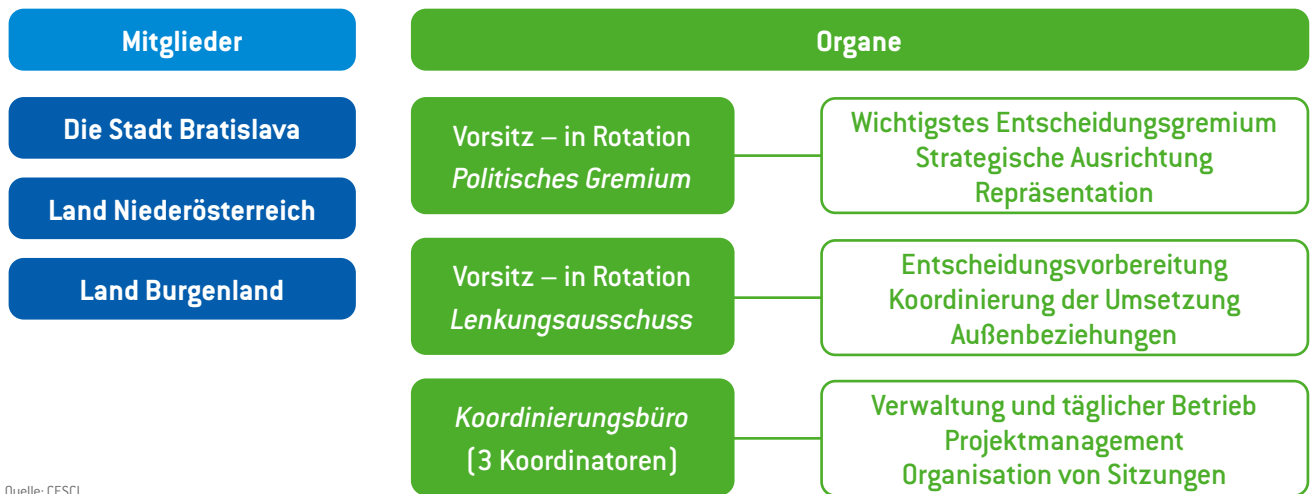 Mitglieder
Die Stadt Bratislava
Land Niederösterreich
Land Burgenland
Organe
Vorsitz – in Rotation
Politisches Gremium
Wichtigstes Entscheidungsgremium
Strategische Ausrichtung
Repräsentation
Vorsitz – in Rotation
Lenkungsausschuss
Entscheidungsvorbereitung
Koordinierung der Umsetzung
Außenbeziehungen
Koordinierungsbüro
(3 Koordinatoren)
Verwaltung und täglicher Betrieb
Projektmanagement
Organisation von Sitzungen
Quelle: CESCI